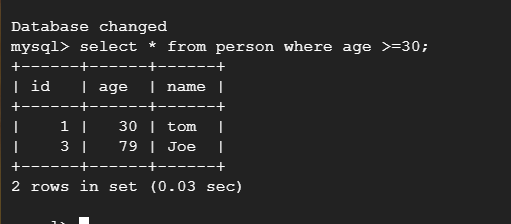 Database changed
mysql> select * from person where age >=30;
+------+------+------+
| id   | age  | name |
+------+------+------+
|    1 |   30 | tom  |
|    3 |   79 | Joe  |
+------+------+------+
2 rows in set (0.03 sec)